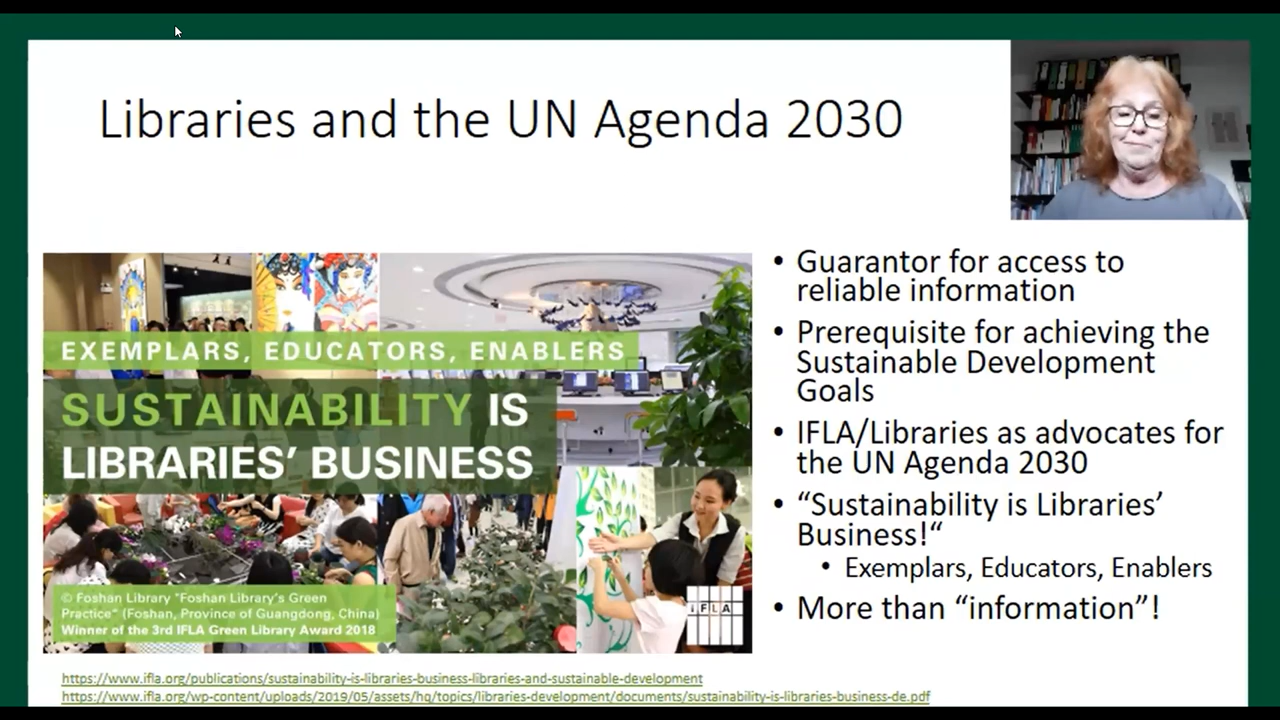 Libraries and the UN Agenda 2030
EXEMPLARS, EDUCATORS, ENABLERS
SUSTAINABILITY IS
LIBRARIES’ BUSINESS
© Foshan Library "Foshan Library's Green
Practice" (Foshan, Province of Guangdong, China)
Winner of the 3rd IFLA Green Library Award 2018
IFLA
• Guarantor for access to
reliable information
• Prerequisite for achieving the
Sustainable Development
Goals
• IFLA/Libraries as advocates for
the UN Agenda 2030
• “Sustainability is Libraries’
Business!“
• Exemplars, Educators, Enablers
• More than “information”!
https://www.ifla.org/publications/sustainability-is-libraries-business-libraries-and-sustainable-development
https://www.ifla.org/wp-content/uploads/2019/05/assets/hq/topics/libraries-development/documents/sustainability-is-libraries-business-de.pdf